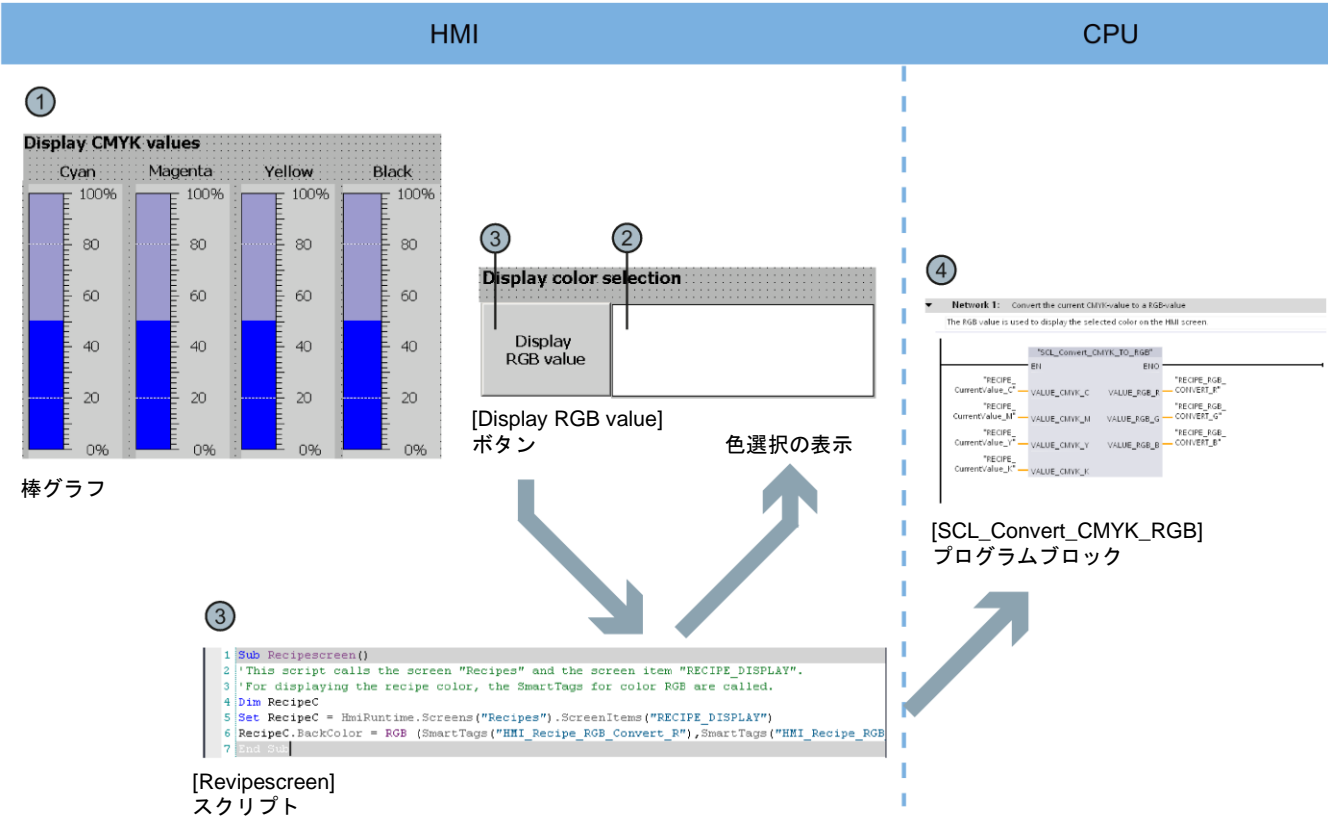 HMI
CPU
1
Display CMYK values
Cyan Magenta Yellow Black
100% 100% 100% 100%
80 80 80 80
60 60 60 60
40 40 40 40
20 20 20 20
0% 0% 0% 0%
棒グラフ
3 2
Display color selection
Display
RGB value
[Display RGB value]
ボタン
色選択の表示
4
Network 1: Convert the current CMYK-value to a RGB-value
The RGB value is used to display the selected color on the HMI screen.
"SCL_Convert_CMYK_TO_RGB"
EN ENO
"RECIPE_
CurrentValue_C" VALUE_CMYK_C
"RECIPE_
CurrentValue_M" VALUE_CMYK_M
"RECIPE_
CurrentValue_Y" VALUE_CMYK_Y
"RECIPE_
CurrentValue_K" VALUE_CMYK_K
"RECIPE_RGB_
VALUE_RGB_R CONVERT_R"
"RECIPE_RGB_
VALUE_RGB_G CONVERT_G"
"RECIPE_RGB_
VALUE_RGB_B CONVERT_B"
[SCL_Convert_CMYK_RGB]
プログラムブロック
3
1 Sub Recipescreen()
2 'This script calls the screen "Recipes" and the screen item "RECIPE_DISPLAY".
3 'For displaying the recipe color, the SmartTags for color RGB are called.
4 Dim RecipeC
5 Set RecipeC = HmiRuntime.Screens("Recipes").ScreenItems("RECIPE_DISPLAY")
6 RecipeC.BackColor = RGB (SmartTags("HMI_Recipe_RGB_Convert_R"),SmartTags("HMI_Recipe_RGB
7 End Sub
[Revipescreen]
スクリプト